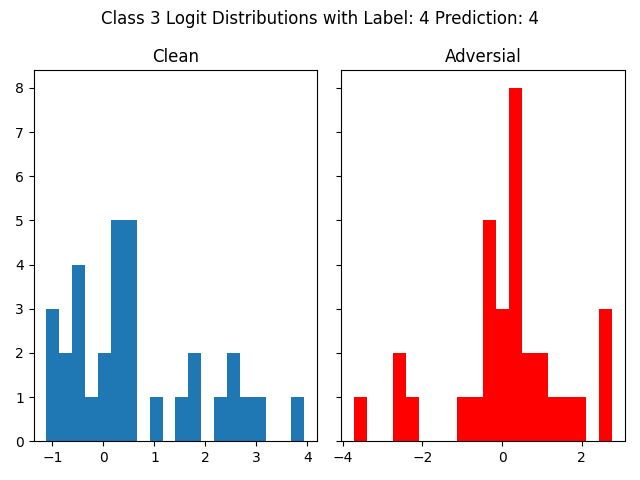 Class 3 Logit Distributions with Label: 4 Prediction: 4
Clean
Adversial
8
7
6
5
4
3
2
1
0
−1 0 1 2 3 4
−4 −2 0 2